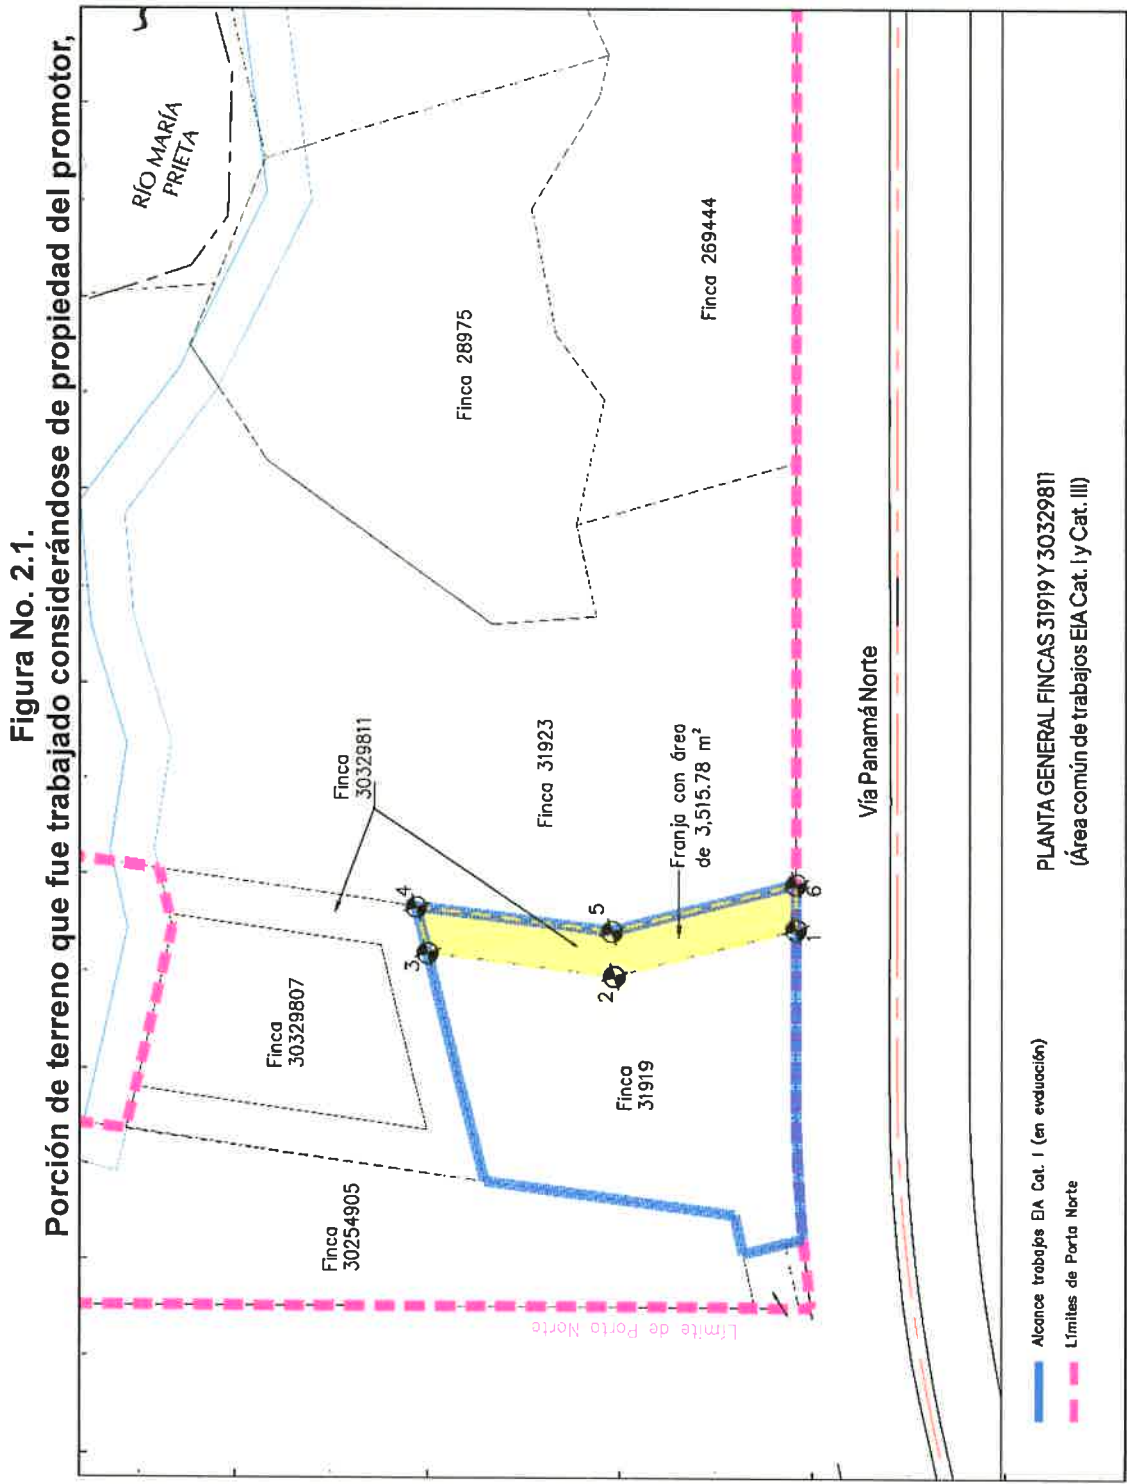 Figura No. 2.1.
Porción de terreno que fue trabajado considerándose de propiedad del promotor,
RÍO MARÍA
PRIETA
Finca 28975
Finca 269444
Finca
30329811
Finca 31923
Franja con área
de 3,515.78 m²
Finca
30329807
Finca
31919
Finca
30254905
4
3
5
2
6
1
Límite de Porto Norte
Vía Panamá Norte
PLANTA GENERAL FINCAS 31919 Y 30329811
(Área común de trabajos EIA Cat. I y Cat. III)
Alcance trabajos EIA Cat. I (en evaluación)
Límites de Porto Norte